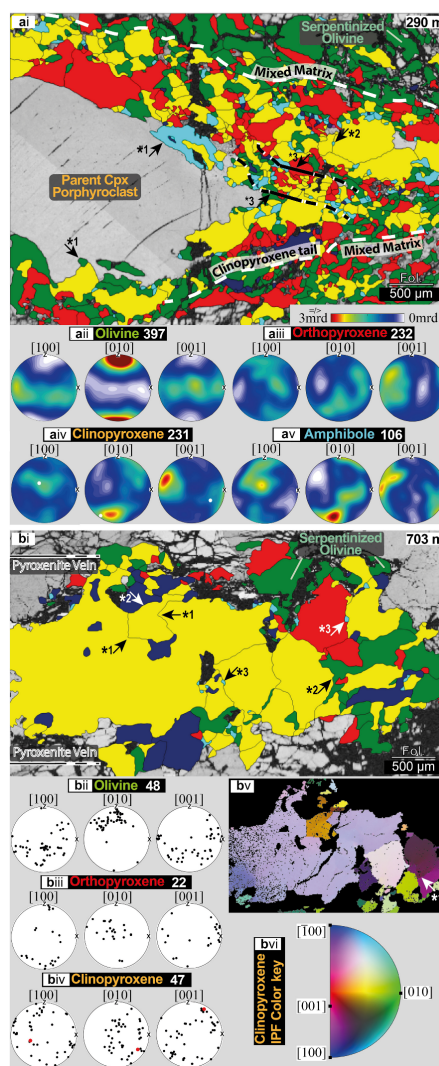 ai
290 m
Serpentinized
Olivine
Mixed Matrix
*1
*2
*3
Parent Cpx
Porphyroclast
*3
*1
Clinopyroxene tail
Mixed Matrix
Fol.
500 µm
=/>
3mrd
0mrd
aii Olivine 397
aiii Orthopyroxene 232
[100] [010] [001] [100] [010] [001]
z z
x x
aiv Clinopyroxene 231
av Amphibole 106
[100] [010] [001] [100] [010] [001]
z z
x x
bi
703 m
Pyroxenite Vein
Serpentinized
Olivine
*2
*1
*3
*1
*3
*2
Pyroxenite Vein
Fol.
500 µm
bii Olivine 48
[100] [010] [001]
z
x
bv
*
biii Orthopyroxene 22
[100] [010] [001]
z
x
biv Clinopyroxene 47
[100] [010] [001]
z
x
Clinopyroxene
IPF Color key
bvi
[100]
[001]
[010]
[100]